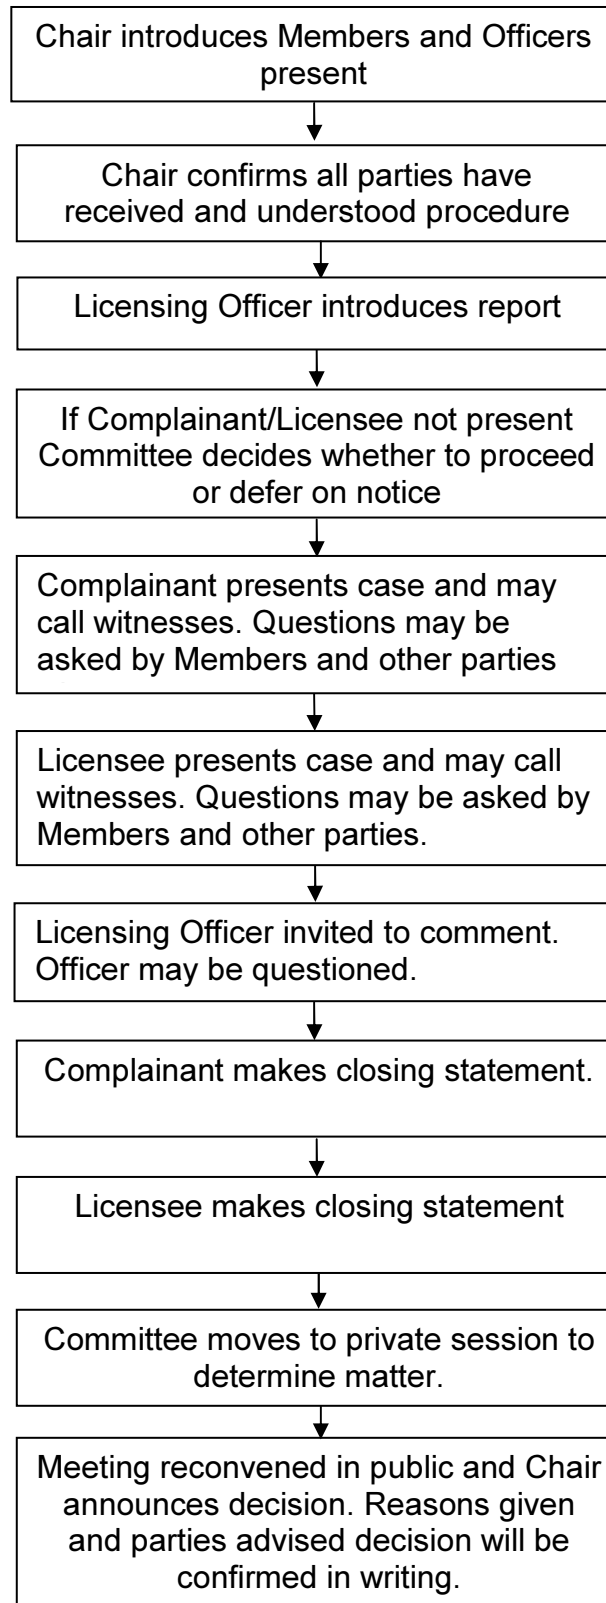 Chair introduces Members and Officers
present
Chair confirms all parties have
received and understood procedure
Licensing Officer introduces report
If Complainant/Licensee not present
Committee decides whether to proceed
or defer on notice
Complainant presents case and may
call witnesses. Questions may be
asked by Members and other parties
Licensee presents case and may call
witnesses. Questions may be asked by
Members and other parties.
Licensing Officer invited to comment.
Officer may be questioned.
Complainant makes closing statement.
Licensee makes closing statement
Committee moves to private session to
determine matter.
Meeting reconvened in public and Chair
announces decision. Reasons given
and parties advised decision will be
confirmed in writing.